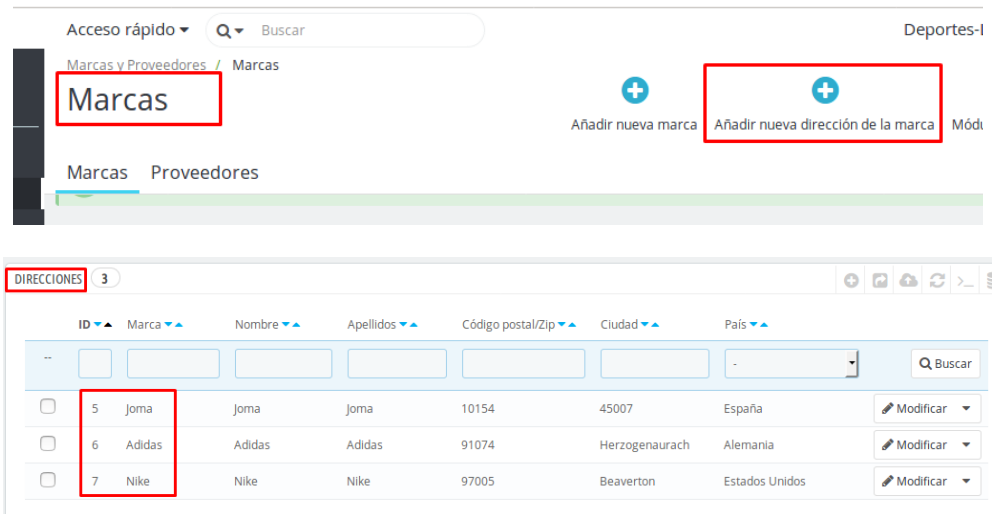 Acceso rápido Buscar Deportes-
Marcas y Proveedores / Marcas
Marcas
Añadir nueva marca Añadir nueva dirección de la marca Módu
Marcas Proveedores
DIRECCIONES 3
ID Marca Nombre Apellidos Código postal/Zip Ciudad País
-- - Buscar
5 Joma Joma Joma 10154 45007 España Modificar
6 Adidas Adidas Adidas 91074 Herzogenaurach Alemania Modificar
7 Nike Nike Nike 97005 Beaverton Estados Unidos Modificar